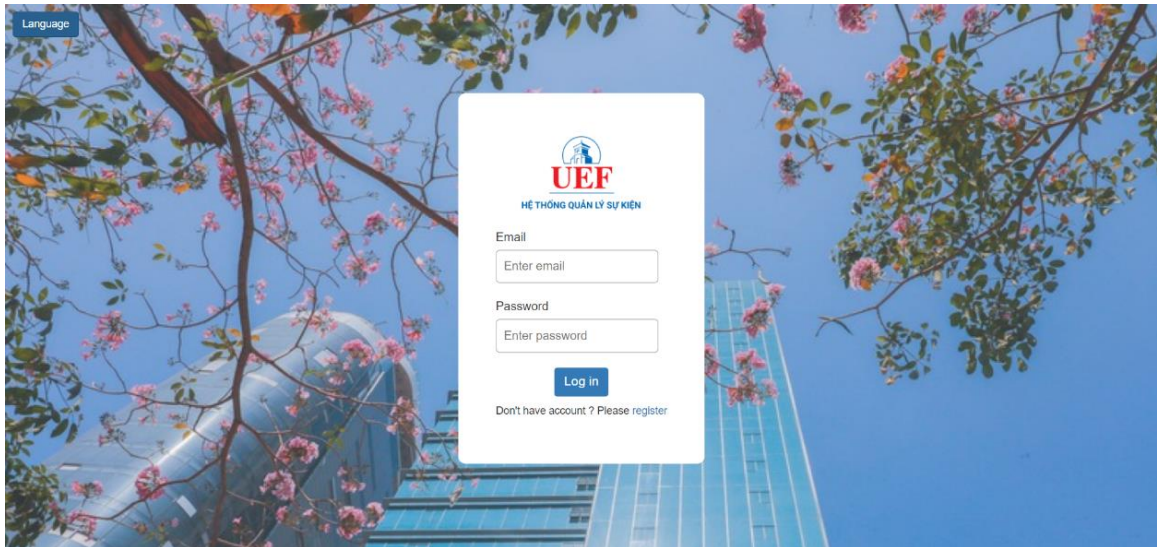 Language
UEF
HỆ THỐNG QUẢN LÝ SỰ KIỆN
Email
Enter email
Password
Enter password
Log in
Don't have account ? Please register